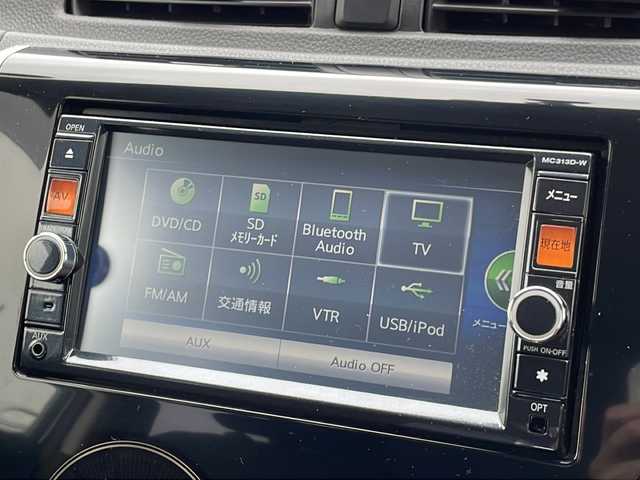 OPEN
MC313D-W
Audio
AV
メニュー
DVD/CD
SD
メモリーカード
Bluetooth
Audio
TV
現在地
FM/AM
交通情報
VTR
USB/iPod
メニュー
音量
AUX
AUX
Audio OFF
PUSH ON-OFF
OPT